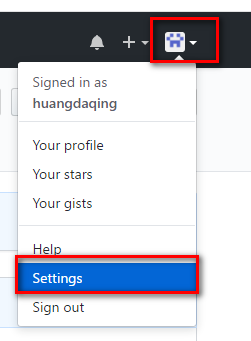 Signed in as
huangdaqing
Your profile
Your stars
Your gists
Help
Settings
Sign out